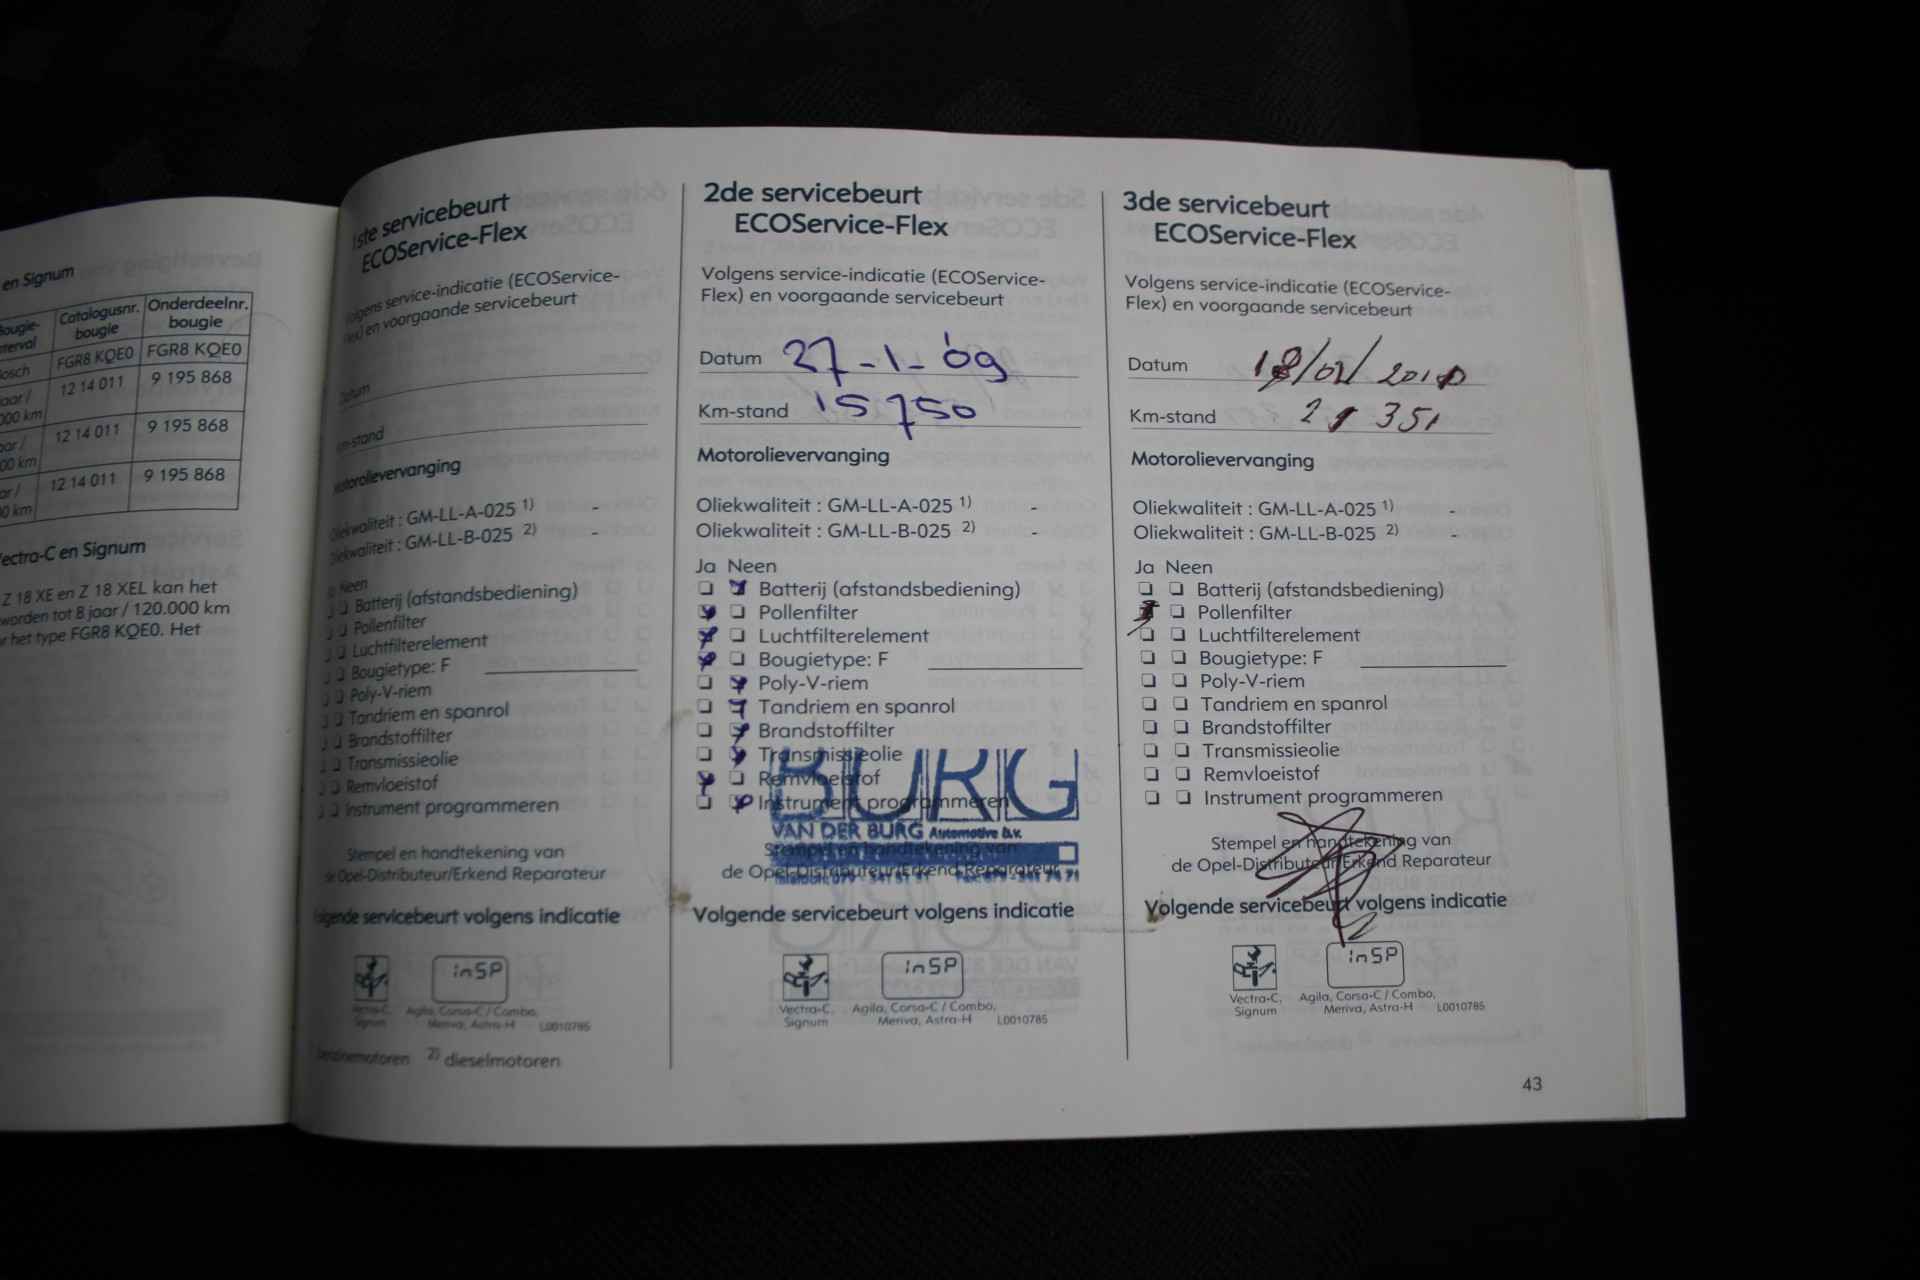 en Signum
Catalogusnr. bougie
Onderdeelnr. bougie
FGR8 KQE0 FGR8 KQE0
12 14 011 9 195 868
000 km
12 14 011 9 195 868
00 km
12 14 011 9 195 868
0 km
Vectra-C en Signum
Z 18 XE en Z 18 XEL kan het
worden tot 8 jaar / 120.000 km
het type FGR8 KQE0. Het
1ste servicebeurt
ECOService-Flex
Volgens service-indicatie (ECOService-
Flex) en voorgaande servicebeurt
Datum
Km-stand
Motorolievervanging
Oliekwaliteit : GM-LL-A-025 1) -
Oliekwaliteit : GM-LL-B-025 2) -
Neen
Batterij (afstandsbediening)
Pollenfilter
Luchtfilterelement
Bougietype: F
Poly-V-riem
Tandriem en spanrol
Brandstoffilter
Transmissieolie
Remvloeistof
Instrument programmeren
Stempel en handtekening van
de Opel-Distributeur/Erkend Reparateur
Volgende servicebeurt volgens indicatie
inSP
Vectra-C, Agila, Corsa-C / Combo,
Signum Meriva, Astra-H L0010785
benzinemotoren 2) dieselmotoren
2de servicebeurt
ECOService-Flex
Volgens service-indicatie (ECOService-
Flex) en voorgaande servicebeurt
Datum 27-1-09
Km-stand 15750
Motorolievervanging
Oliekwaliteit : GM-LL-A-025 1) -
Oliekwaliteit : GM-LL-B-025 2) -
Ja Neen
Batterij (afstandsbediening)
Pollenfilter
Luchtfilterelement
Bougietype: F
Poly-V-riem
Tandriem en spanrol
Brandstoffilter
Transmissieolie
Remvloeistof
Instrument programmeren
BURG
VAN DER BURG Automotive b.v.
Stempel en handtekening van
de Opel-Distributeur/Erkend Reparateur
Volgende servicebeurt volgens indicatie
inSP
Vectra-C, Agila, Corsa-C / Combo,
Signum Meriva, Astra-H L0010785
3de servicebeurt
ECOService-Flex
Volgens service-indicatie (ECOService-
Flex) en voorgaande servicebeurt
Datum
Km-stand
Motorolievervanging
Oliekwaliteit : GM-LL-A-025 1) -
Oliekwaliteit : GM-LL-B-025 2) -
Ja Neen
Batterij (afstandsbediening)
Pollenfilter
Luchtfilterelement
Bougietype: F
Poly-V-riem
Tandriem en spanrol
Brandstoffilter
Transmissieolie
Remvloeistof
Instrument programmeren
Stempel en handtekening van
de Opel-Distributeur/Erkend Reparateur
Volgende servicebeurt volgens indicatie
inSP
Vectra-C, Agila, Corsa-C / Combo,
Signum Meriva, Astra-H L0010785
43